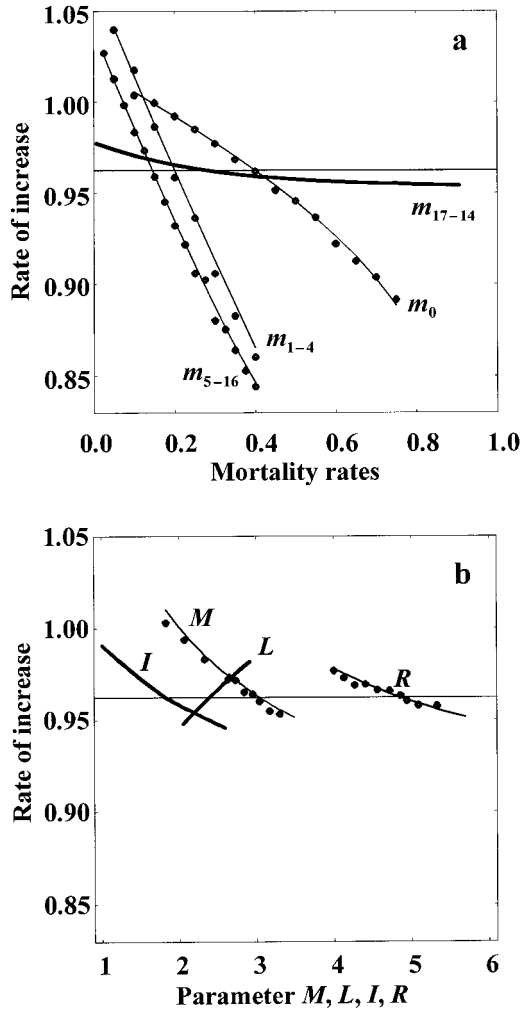 1.05
a
1.00
Rate of increase
0.95
m17–14
0.90
m0
m1–4
m5–16
0.85
0.0 0.2 0.4 0.6 0.8 1.0
Mortality rates
1.05
b
1.00
M
L
I
R
Rate of increase
0.95
0.90
0.85
1 2 3 4 5 6
Parameter M, L, I, R